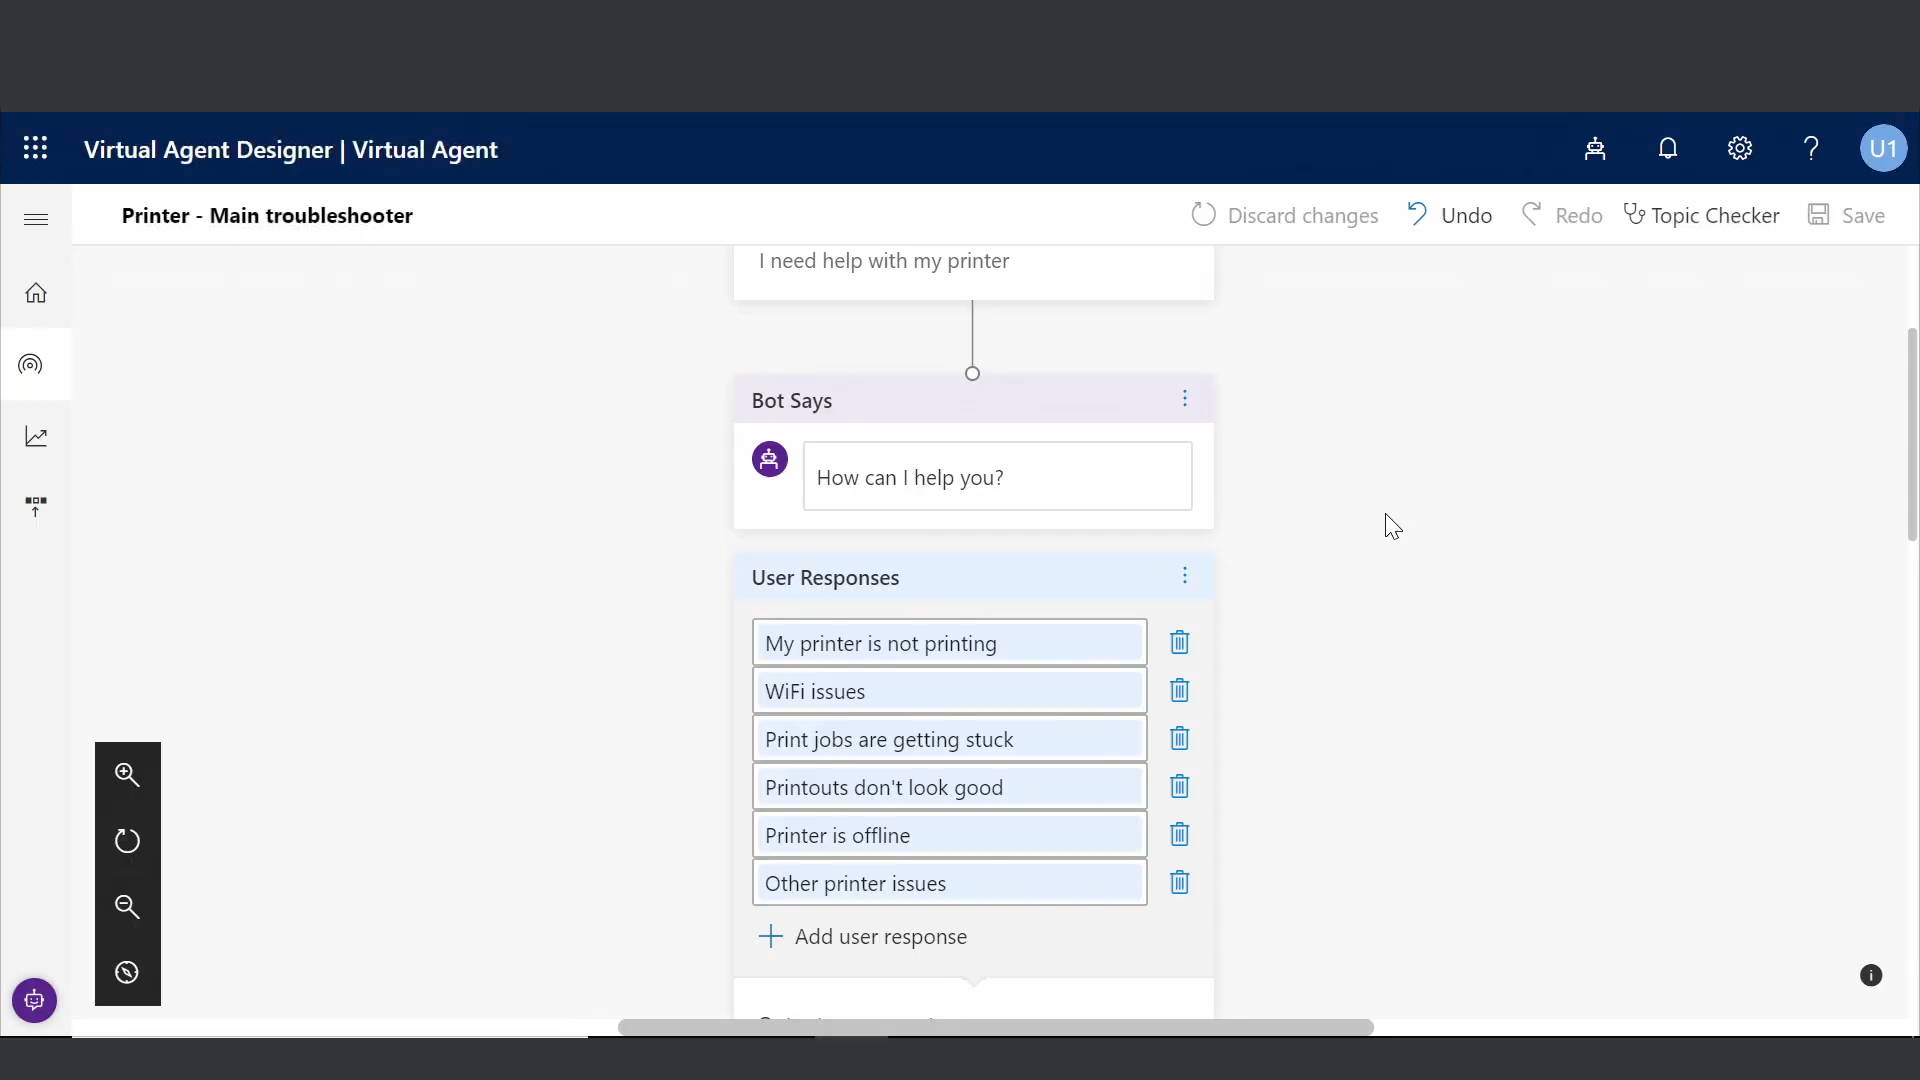 Virtual Agent Designer | Virtual Agent
U1
Printer - Main troubleshooter
Discard changes
Undo
Redo
Topic Checker
Save
I need help with my printer
Bot Says
How can I help you?
User Responses
My printer is not printing
WiFi issues
Print jobs are getting stuck
Printouts don't look good
Printer is offline
Other printer issues
Add user response